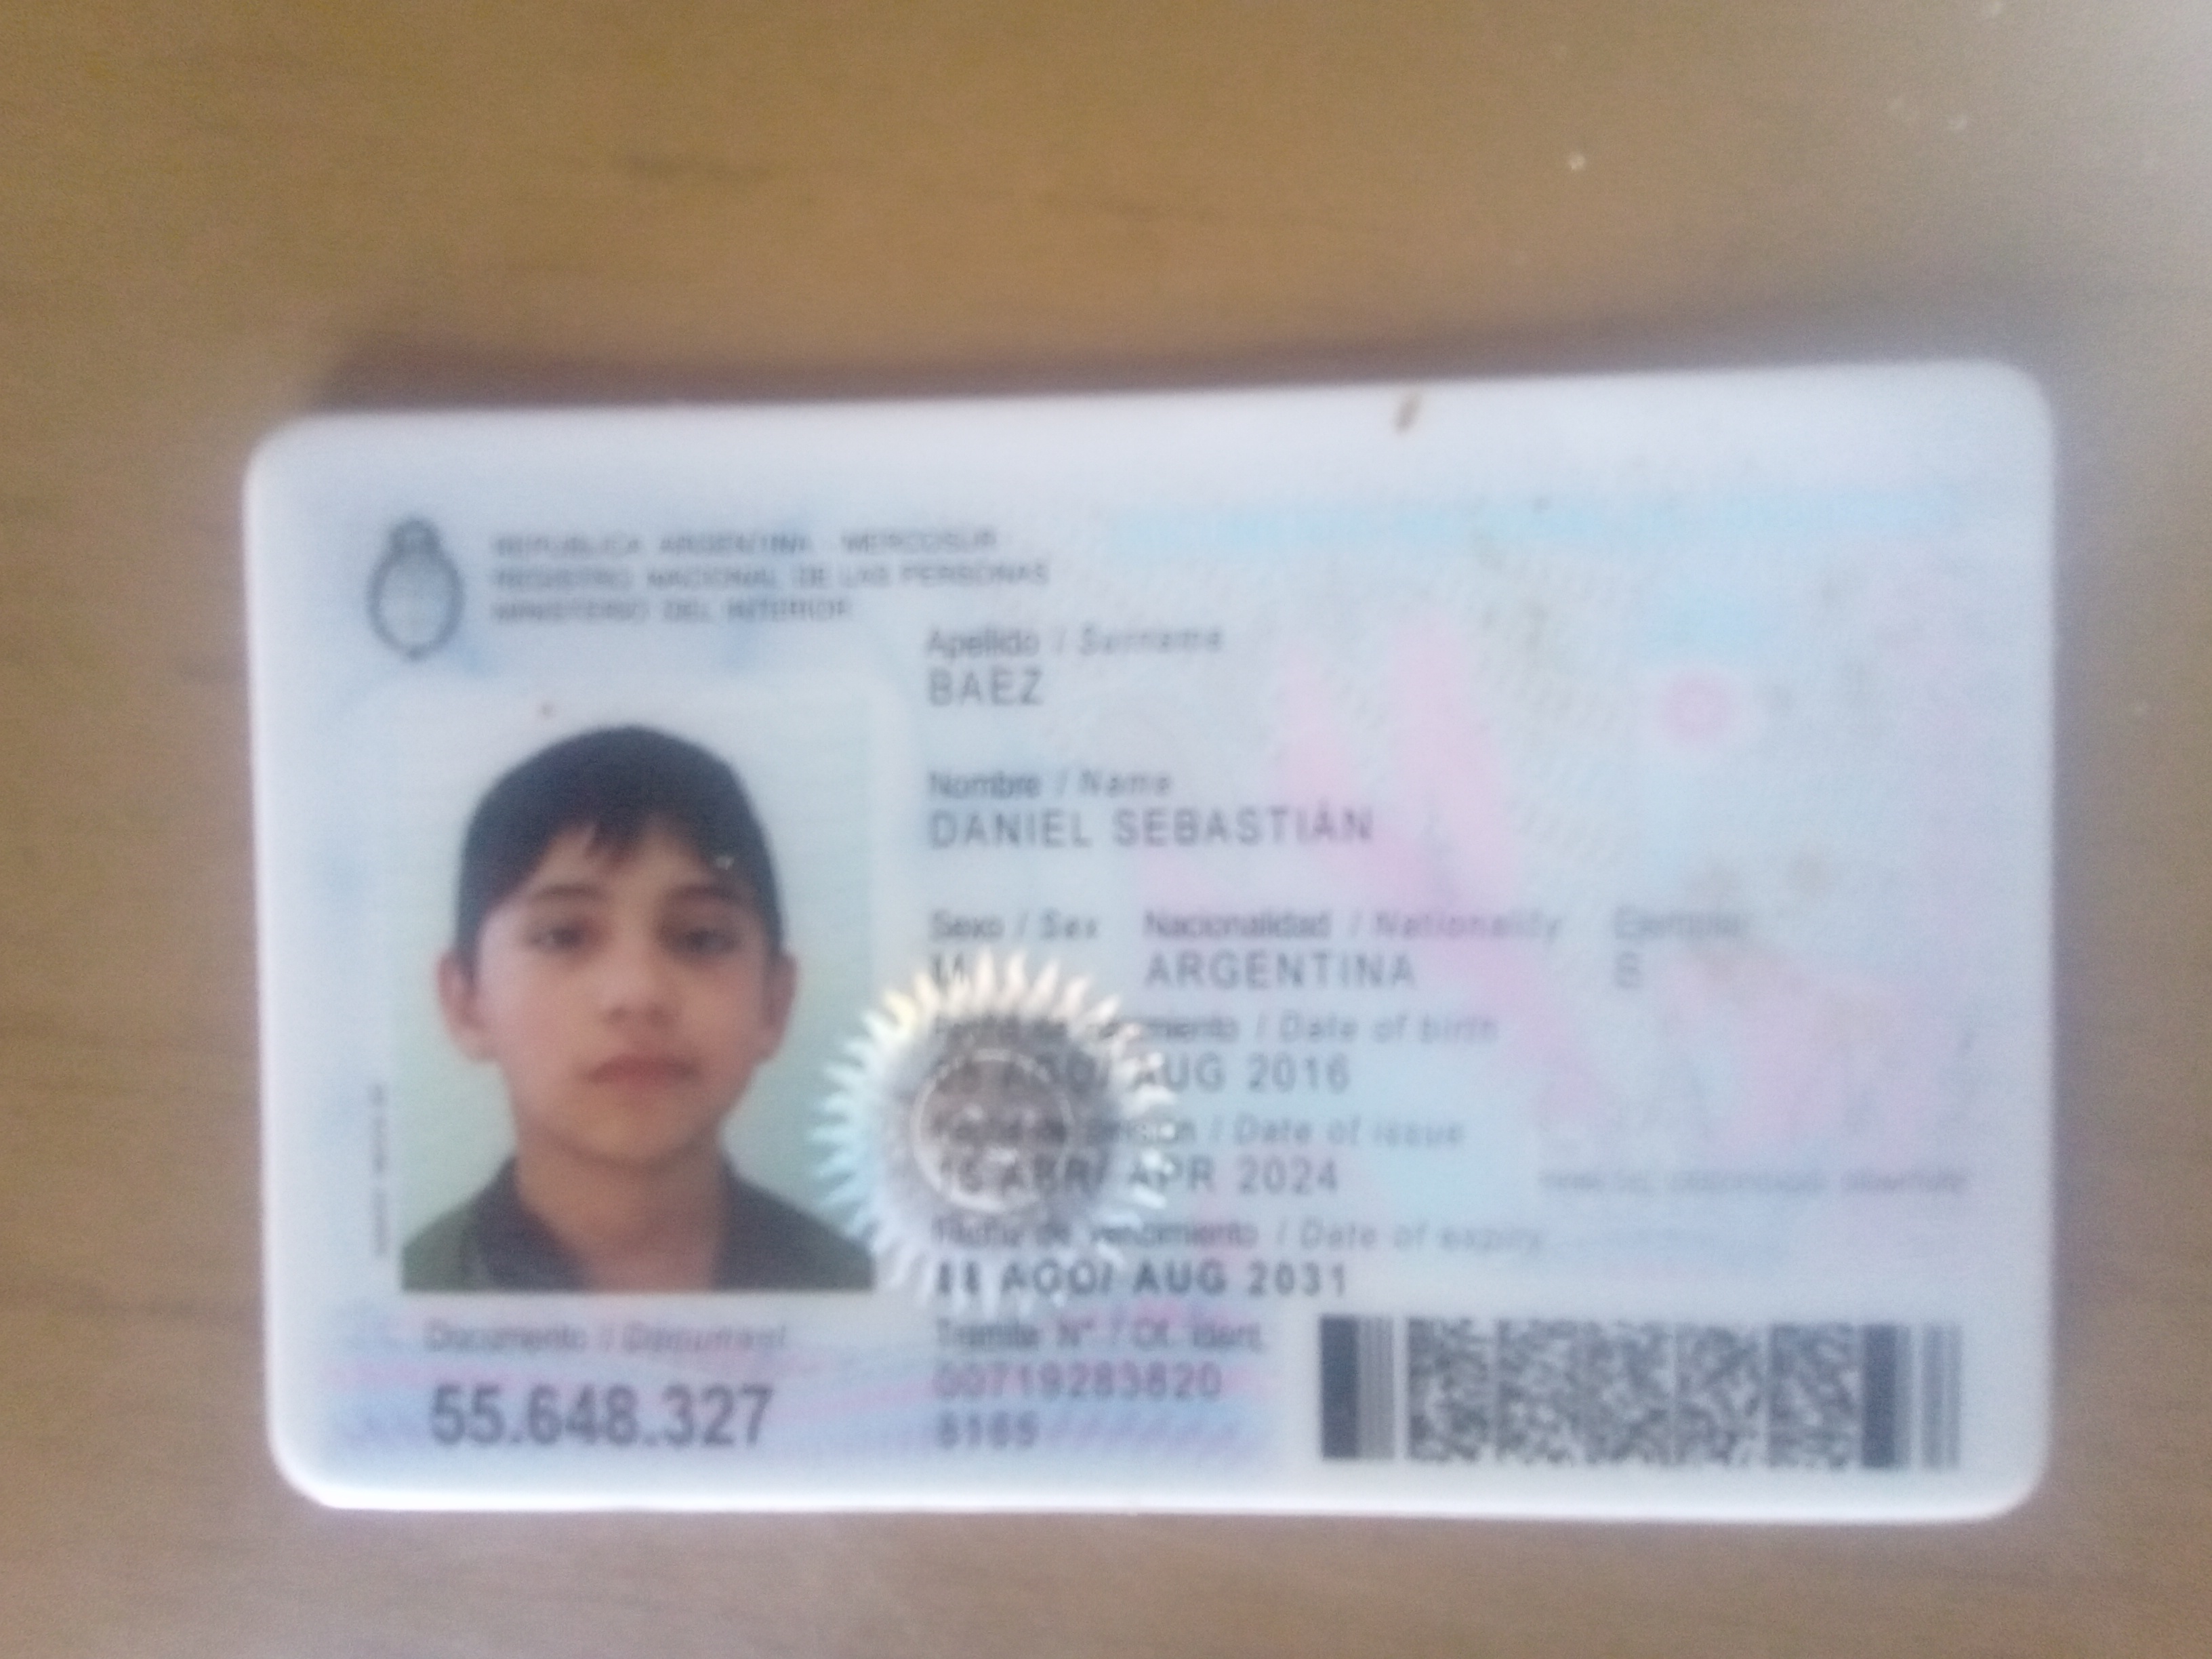 REPUBLICA ARGENTINA - MERCOSUR
REGISTRO NACIONAL DE LAS PERSONAS
MINISTERIO DEL INTERIOR
Apellido / Surname
BAEZ
Nombre / Name
DANIEL SEBASTIÁN
Sexo / Sex Nacionalidad / Nationality Ejemplar
M ARGENTINA
Fecha de nacimiento / Date of birth
AGO/ AUG 2016
Fecha de emisión / Date of issue
ABR/ APR 2024
Fecha de vencimiento / Date of expiry
AGO/ AUG 2031
Documento / Document
55.648.327
Trámite N° / Of. ident.
00719283820
8165